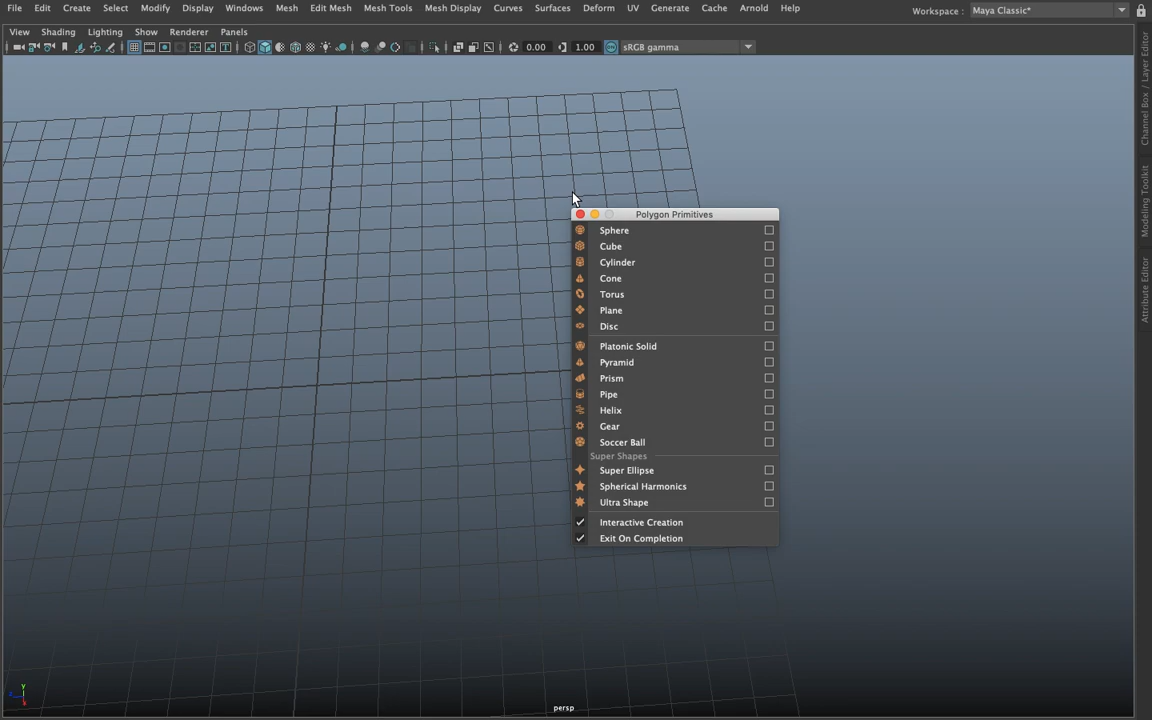 File Edit Create Select Modify Display Windows Mesh Edit Mesh Mesh Tools Mesh Display Curves Surfaces Deform UV Generate Cache Arnold Help Workspace : Maya Classic*
View Shading Lighting Show Renderer Panels
0.00 1.00 sRGB gamma
Channel Box / Layer Editor
Modeling Toolkit
Attribute Editor
Polygon Primitives
Sphere
Cube
Cylinder
Cone
Torus
Plane
Disc
Platonic Solid
Pyramid
Prism
Pipe
Helix
Gear
Soccer Ball
Super Shapes
Super Ellipse
Spherical Harmonics
Ultra Shape
Interactive Creation
Exit On Completion
persp